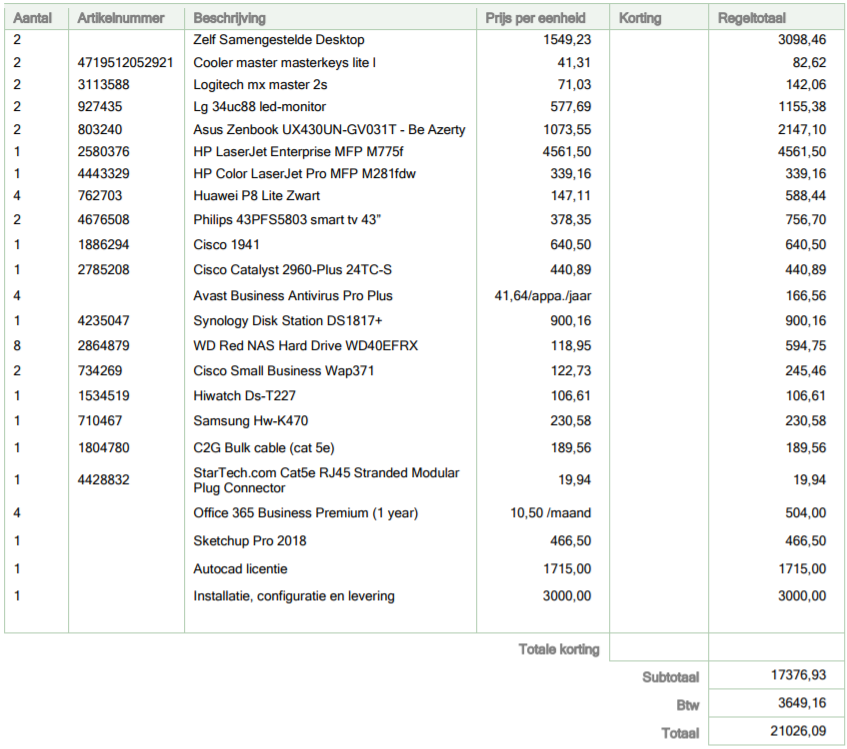 Aantal Artikelnummer Beschrijving Prijs per eenheid Korting Regeltotaal
2 Zelf Samengestelde Desktop 1549,23 3098,46
2 4719512052921 Cooler master masterkeys lite l 41,31 82,62
2 3113588 Logitech mx master 2s 71,03 142,06
2 927435 Lg 34uc88 led-monitor 577,69 1155,38
2 803240 Asus Zenbook UX430UN-GV031T - Be Azerty 1073,55 2147,10
1 2580376 HP LaserJet Enterprise MFP M775f 4561,50 4561,50
1 4443329 HP Color LaserJet Pro MFP M281fdw 339,16 339,16
4 762703 Huawei P8 Lite Zwart 147,11 588,44
2 4676508 Philips 43PFS5803 smart tv 43" 378,35 756,70
1 1886294 Cisco 1941 640,50 640,50
1 2785208 Cisco Catalyst 2960-Plus 24TC-S 440,89 440,89
4 Avast Business Antivirus Pro Plus 41,64/appa./jaar 166,56
1 4235047 Synology Disk Station DS1817+ 900,16 900,16
8 2864879 WD Red NAS Hard Drive WD40EFRX 118,95 594,75
2 734269 Cisco Small Business Wap371 122,73 245,46
1 1534519 Hiwatch Ds-T227 106,61 106,61
1 710467 Samsung Hw-K470 230,58 230,58
1 1804780 C2G Bulk cable (cat 5e) 189,56 189,56
1 4428832 StarTech.com Cat5e RJ45 Stranded Modular 19,94 19,94
Plug Connector
4 Office 365 Business Premium (1 year) 10,50 /maand 504,00
1 Sketchup Pro 2018 466,50 466,50
1 Autocad licentie 1715,00 1715,00
1 Installatie, configuratie en levering 3000,00 3000,00
Totale korting
Subtotaal 17376,93
Btw 3649,16
Totaal 21026,09